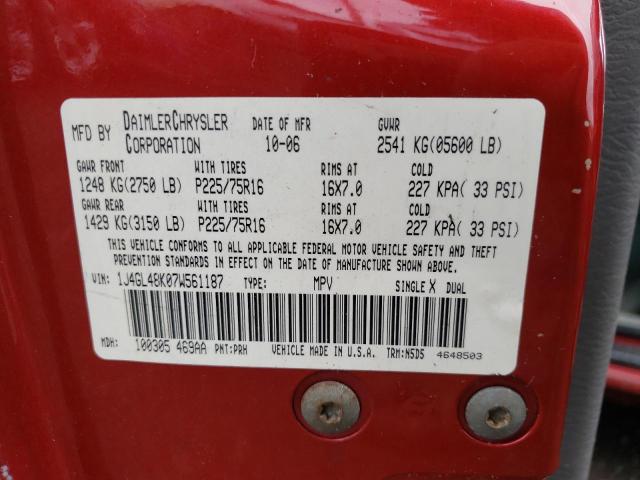 MFD BY DAIMLERCHRYSLER CORPORATION DATE OF MFR 10-06 GVWR 2541 KG(05600 LB)
GAWR FRONT WITH TIRES RIMS AT COLD
1248 KG(2750 LB) P225/75R16 16X7.0 227 KPA( 33 PSI)
GAWR REAR WITH TIRES RIMS AT COLD
1429 KG(3150 LB) P225/75R16 16X7.0 227 KPA( 33 PSI)
THIS VEHICLE CONFORMS TO ALL APPLICABLE FEDERAL MOTOR VEHICLE SAFETY AND THEFT
PREVENTION STANDARDS IN EFFECT ON THE DATE OF MANUFACTURE SHOWN ABOVE.
VIN: 1J4GL48K07W561187 TYPE: MPV SINGLE X DUAL
MDH: 100305 469AA PNT:PRH VEHICLE MADE IN U.S.A. TRM:N5D5 4648503